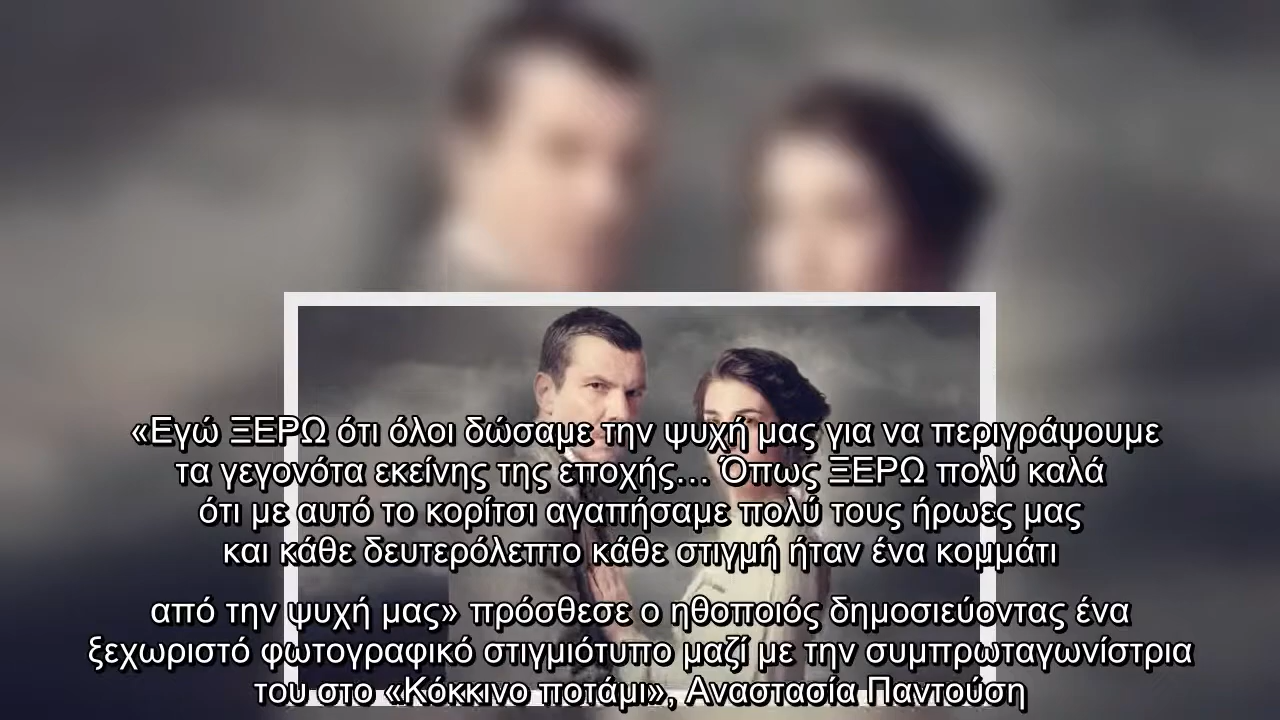 «Εγώ ΞΕΡΩ ότι όλοι δώσαμε την ψυχή μας για να περιγράψουμε
τα γεγονότα εκείνης της εποχής... Όπως ΞΕΡΩ πολύ καλά
ότι με αυτό το κορίτσι αγαπήσαμε πολύ τους ήρωες μας
και κάθε δευτερόλεπτο κάθε στιγμή ήταν ένα κομμάτι
από την ψυχή μας» πρόσθεσε ο ηθοποιός δημοσιεύοντας ένα
ξεχωριστό φωτογραφικό στιγμιότυπο μαζί με την συμπρωταγωνίστρια
του στο «Κόκκινο ποτάμι», Αναστασία Παντούση